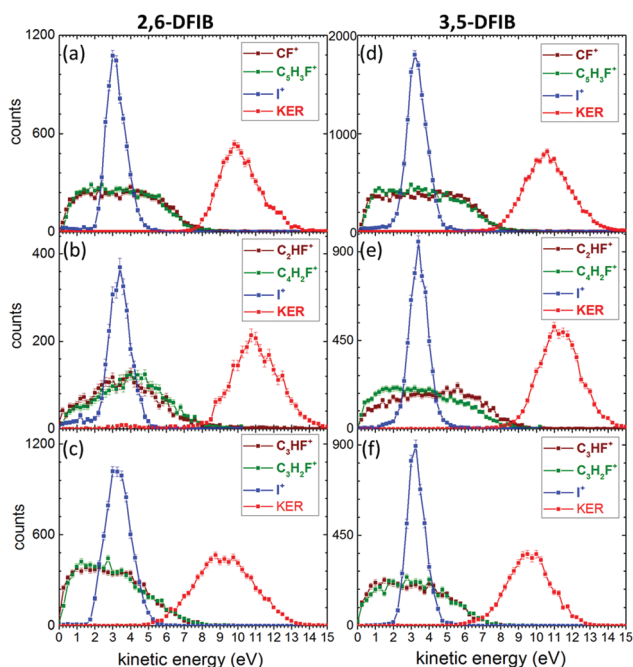 2,6-DFIB 3,5-DFIB
(a)
CF⁺
C₅H₃F⁺
I⁺
KER
1200
600
0
counts
(d)
CF⁺
C₅H₃F⁺
I⁺
KER
2000
1000
0
(b)
C₂HF⁺
C₄H₂F⁺
I⁺
KER
400
200
0
counts
(e)
C₂HF⁺
C₄H₂F⁺
I⁺
KER
900
450
0
(c)
C₃HF⁺
C₃H₂F⁺
I⁺
KER
1200
600
0
counts
(f)
C₃HF⁺
C₃H₂F⁺
I⁺
KER
900
450
0
0 1 2 3 4 5 6 7 8 9 10 11 12 13 14 15
0 1 2 3 4 5 6 7 8 9 10 11 12 13 14 15
kinetic energy (eV) kinetic energy (eV)